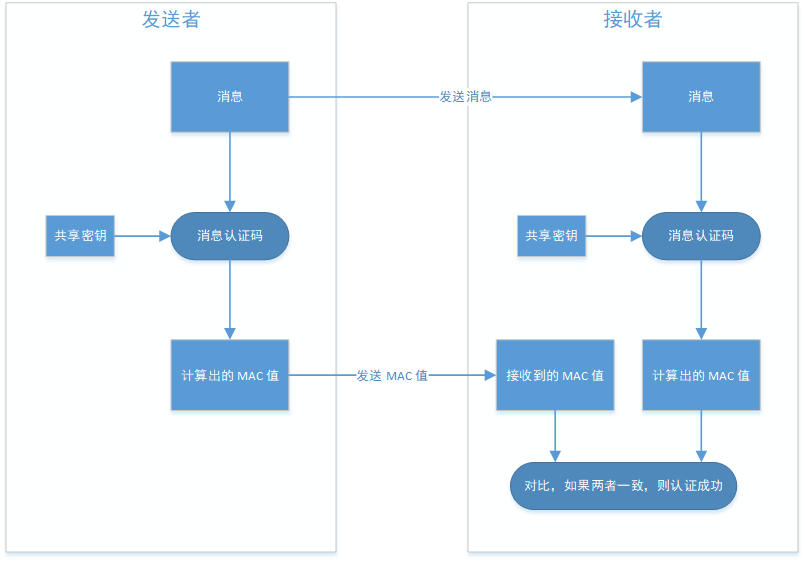 发送者
接收者
消息
发送消息
消息
共享密钥
消息认证码
共享密钥
消息认证码
计算出的 MAC 值
发送 MAC 值
接收到的 MAC 值
计算出的 MAC 值
对比，如果两者一致，则认证成功